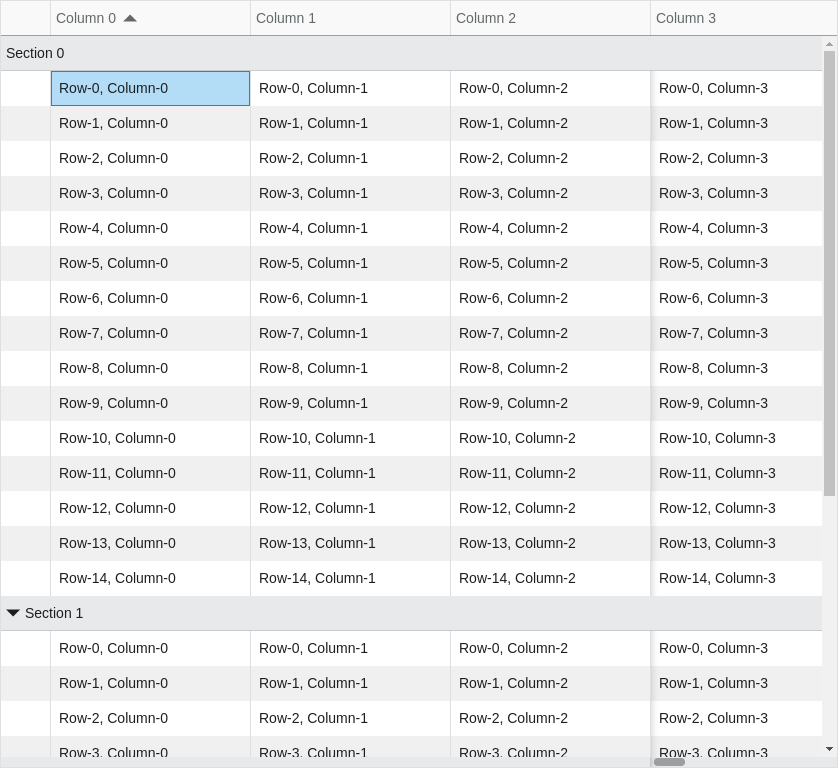 Column 0 Column 1 Column 2 Column 3
Section 0
Row-0, Column-0 Row-0, Column-1 Row-0, Column-2 Row-0, Column-3
Row-1, Column-0 Row-1, Column-1 Row-1, Column-2 Row-1, Column-3
Row-2, Column-0 Row-2, Column-1 Row-2, Column-2 Row-2, Column-3
Row-3, Column-0 Row-3, Column-1 Row-3, Column-2 Row-3, Column-3
Row-4, Column-0 Row-4, Column-1 Row-4, Column-2 Row-4, Column-3
Row-5, Column-0 Row-5, Column-1 Row-5, Column-2 Row-5, Column-3
Row-6, Column-0 Row-6, Column-1 Row-6, Column-2 Row-6, Column-3
Row-7, Column-0 Row-7, Column-1 Row-7, Column-2 Row-7, Column-3
Row-8, Column-0 Row-8, Column-1 Row-8, Column-2 Row-8, Column-3
Row-9, Column-0 Row-9, Column-1 Row-9, Column-2 Row-9, Column-3
Row-10, Column-0 Row-10, Column-1 Row-10, Column-2 Row-10, Column-3
Row-11, Column-0 Row-11, Column-1 Row-11, Column-2 Row-11, Column-3
Row-12, Column-0 Row-12, Column-1 Row-12, Column-2 Row-12, Column-3
Row-13, Column-0 Row-13, Column-1 Row-13, Column-2 Row-13, Column-3
Row-14, Column-0 Row-14, Column-1 Row-14, Column-2 Row-14, Column-3
Section 1
Row-0, Column-0 Row-0, Column-1 Row-0, Column-2 Row-0, Column-3
Row-1, Column-0 Row-1, Column-1 Row-1, Column-2 Row-1, Column-3
Row-2, Column-0 Row-2, Column-1 Row-2, Column-2 Row-2, Column-3
Row-3, Column-0 Row-3, Column-1 Row-3, Column-2 Row-3, Column-3